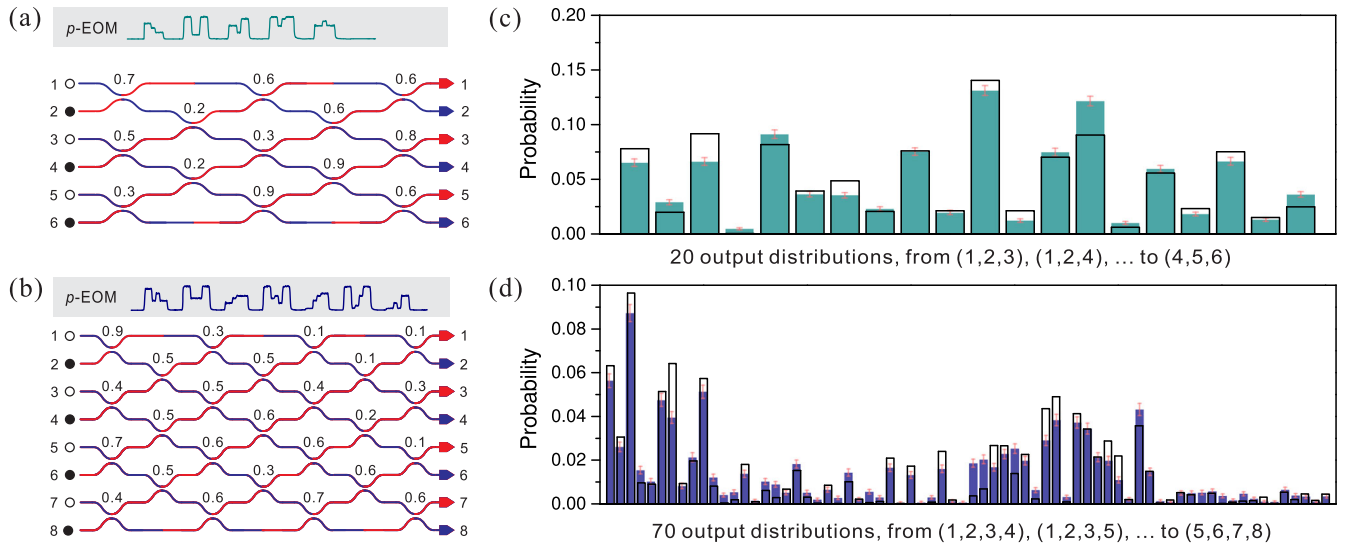 (a)
p-EOM
0.7 0.6 0.6
1 1
0.2 0.6
2 2
0.5 0.3 0.8
3 3
0.2 0.9
4 4
0.3 0.9 0.6
5 5
6 6
(b)
p-EOM
0.9 0.3 0.1 0.1
1 1
0.5 0.5 0.1
2 2
0.4 0.5 0.4 0.3
3 3
0.5 0.6 0.2
4 4
0.7 0.6 0.6 0.1
5 5
0.5 0.3 0.6
6 6
0.4 0.6 0.7 0.6
7 7
8 8
(c)
Probability
0.20
0.15
0.10
0.05
0.00
20 output distributions, from (1,2,3), (1,2,4), ... to (4,5,6)
(d)
Probability
0.10
0.08
0.06
0.04
0.02
0.00
70 output distributions, from (1,2,3,4), (1,2,3,5), ... to (5,6,7,8)